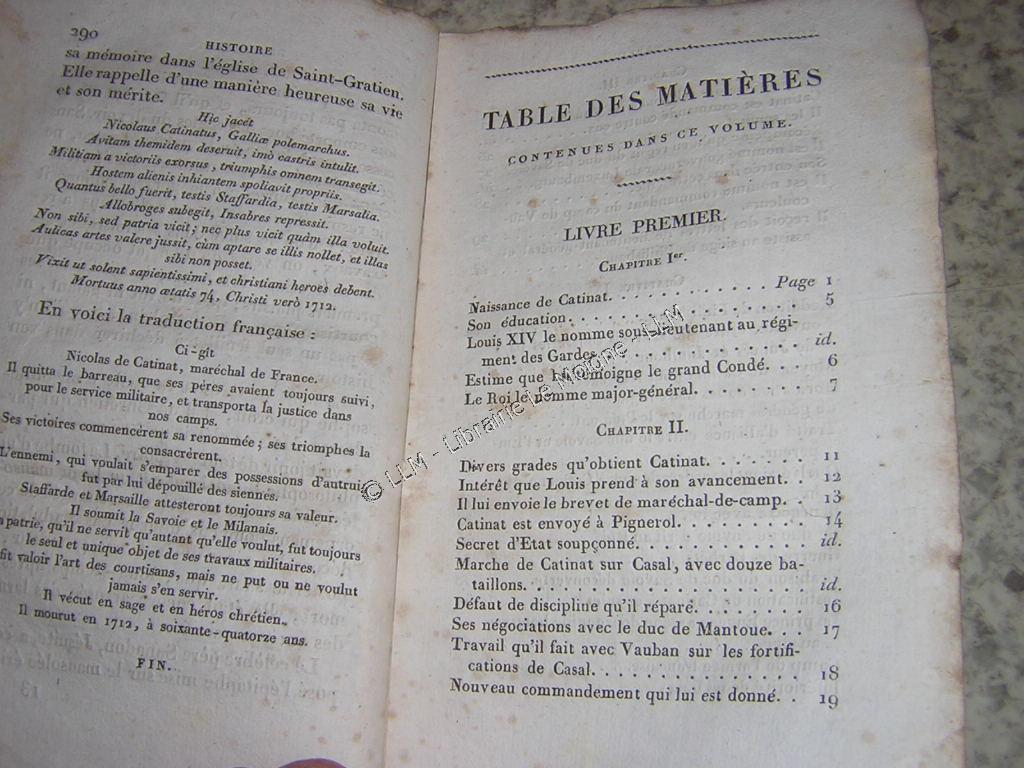 290
HISTOIRE
sa mémoire dans l'église de Saint-Gratien.
Elle rappelle d'une manière heureuse sa vie
et son mérite.
Hic jacet
Nicolaus Catinatus, Galliæ polemarchus.
Avitam themidem deseruit, imò castris intulit.
Militiam a victoriis exorsus, triumphis omnem transegit.
Hostem alienis inhiantem spoliavit propriis.
Quantus bello fuerit, testis Staffardia, testis Marsalia.
Allobroges subegit, Insabres repressit.
Non sibi, sed patria vicit; nec plus vicit quàm illa voluit.
Aulicas artes valere jussit, cùm aptare se illis nollet, et illas
sibi non posset.
Vixit ut solent sapientissimi, et christiani heroes debent.
Mortuus anno ætatis 74, Christi verò 1712.
En voici la traduction française :
Ci-gît
Nicolas de Catinat, maréchal de France.
Il quitta le barreau, que ses pères avaient toujours suivi,
pour le service militaire, et transporta la justice dans
nos camps.
Ses victoires commencèrent sa renommée ; ses triomphes la
consacrèrent.
L'ennemi, qui voulait s'emparer des possessions d'autrui,
fut par lui dépouillé des siennes.
Staffarde et Marsaille attesteront toujours sa valeur.
Il soumit la Savoie et le Milanais.
patrie, qu'il ne servit qu'autant qu'elle voulut, fut toujours
le seul et unique objet de ses travaux militaires.
fit valoir l'art des courtisans, mais ne put ou ne voulut
jamais s'en servir.
Il vécut en sage et en héros chrétien.
Il mourut en 1712, à soixante-quatorze ans.
FIN.
TABLE DES MATIÈRES
CONTENUES DANS CE VOLUME.
LIVRE PREMIER.
CHAPITRE Ier.
Naissance de Catinat. . . . . . . . . . . Page 1
Son éducation. . . . . . . . . . . . . . . 5
Louis XIV le nomme sous-lieutenant au régi-
ment des Gardes. . . . . . . . . . . . . id.
Estime que lui témoigne le grand Condé. . . 6
Le Roi le nomme major-général. . . . . . . 7
CHAPITRE II.
Divers grades qu'obtient Catinat. . . . . . . 11
Intérêt que Louis prend à son avancement. . 12
Il lui envoie le brevet de maréchal-de-camp. . 13
Catinat est envoyé à Pignerol. . . . . . . . . 14
Secret d'Etat soupçonné. . . . . . . . . . . id.
Marche de Catinat sur Casal, avec douze ba-
taillons. . . . . . . . . . . . . . . . . . id.
Défaut de discipline qu'il répare. . . . . . . 16
Ses négociations avec le duc de Mantoue. . . 17
Travail qu'il fait avec Vauban sur les fortifi-
cations de Casal. . . . . . . . . . . . . . 18
Nouveau commandement qui lui est donné. . 19
© LLM - Librairie Le Moigne - LLM